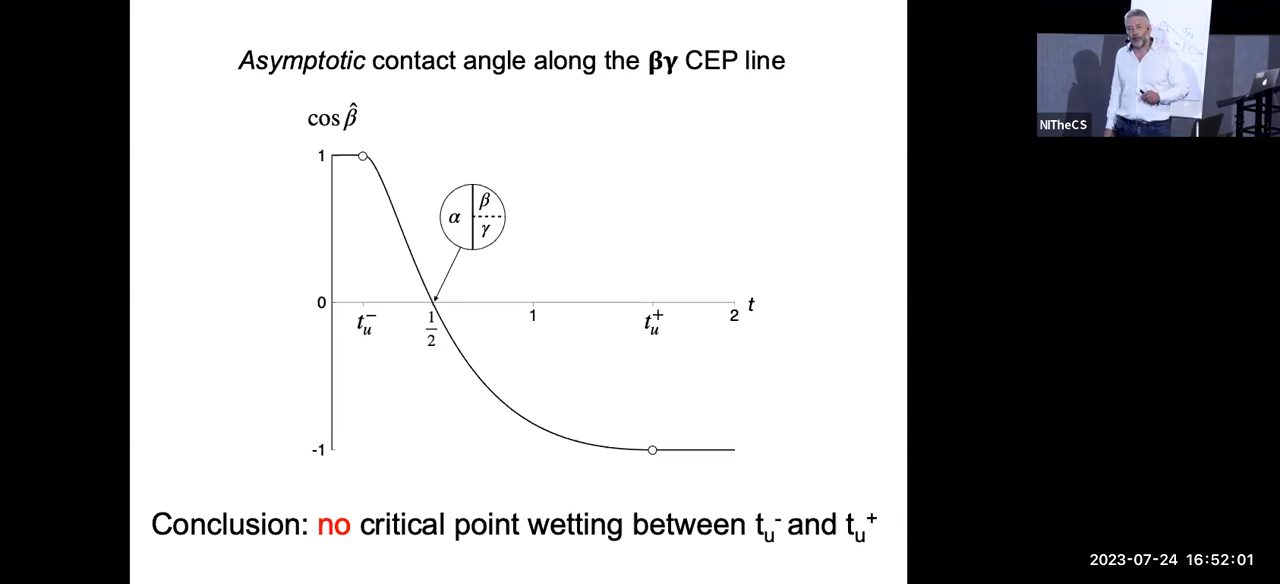 Asymptotic contact angle along the βγ CEP line
cos β̂
1
β
α
γ
0
t
t_u^-
1/2
1
t_u^+
2
-1
Conclusion: no critical point wetting between t_u^- and t_u^+
NITheCS
2023-07-24 16:52:01